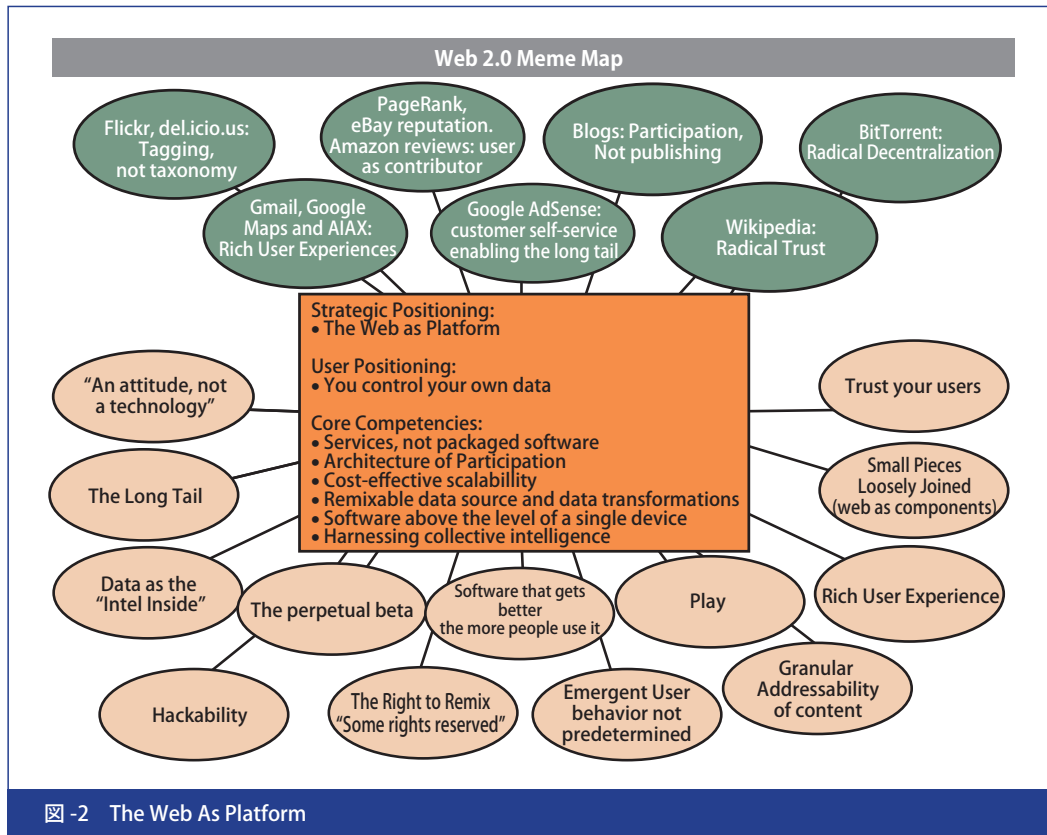 Web 2.0 Meme Map
Flickr, del.icio.us:
Tagging,
not taxonomy
PageRank,
eBay reputation.
Amazon reviews: user
as contributor
Blogs: Participation,
Not publishing
BitTorrent:
Radical Decentralization
Gmail, Google
Maps and AIAX:
Rich User Experiences
Google AdSense:
customer self-service
enabling the long tail
Wikipedia:
Radical Trust
Strategic Positioning:
• The Web as Platform
User Positioning:
• You control your own data
Core Competencies:
• Services, not packaged software
• Architecture of Participation
• Cost-effective scalabillity
• Remixable data source and data transformations
• Software above the level of a single device
• Harnessing collective intelligence
“An attitude, not
a technology”
Trust your users
The Long Tail
Small Pieces
Loosely Joined
(web as components)
Data as the
“Intel Inside”
The perpetual beta
Software that gets
better
the more people use it
Play
Rich User Experience
Hackability
The Right to Remix
“Some rights reserved”
Emergent User
behavior not
predetermined
Granular
Addressability
of content
図 -2 The Web As Platform